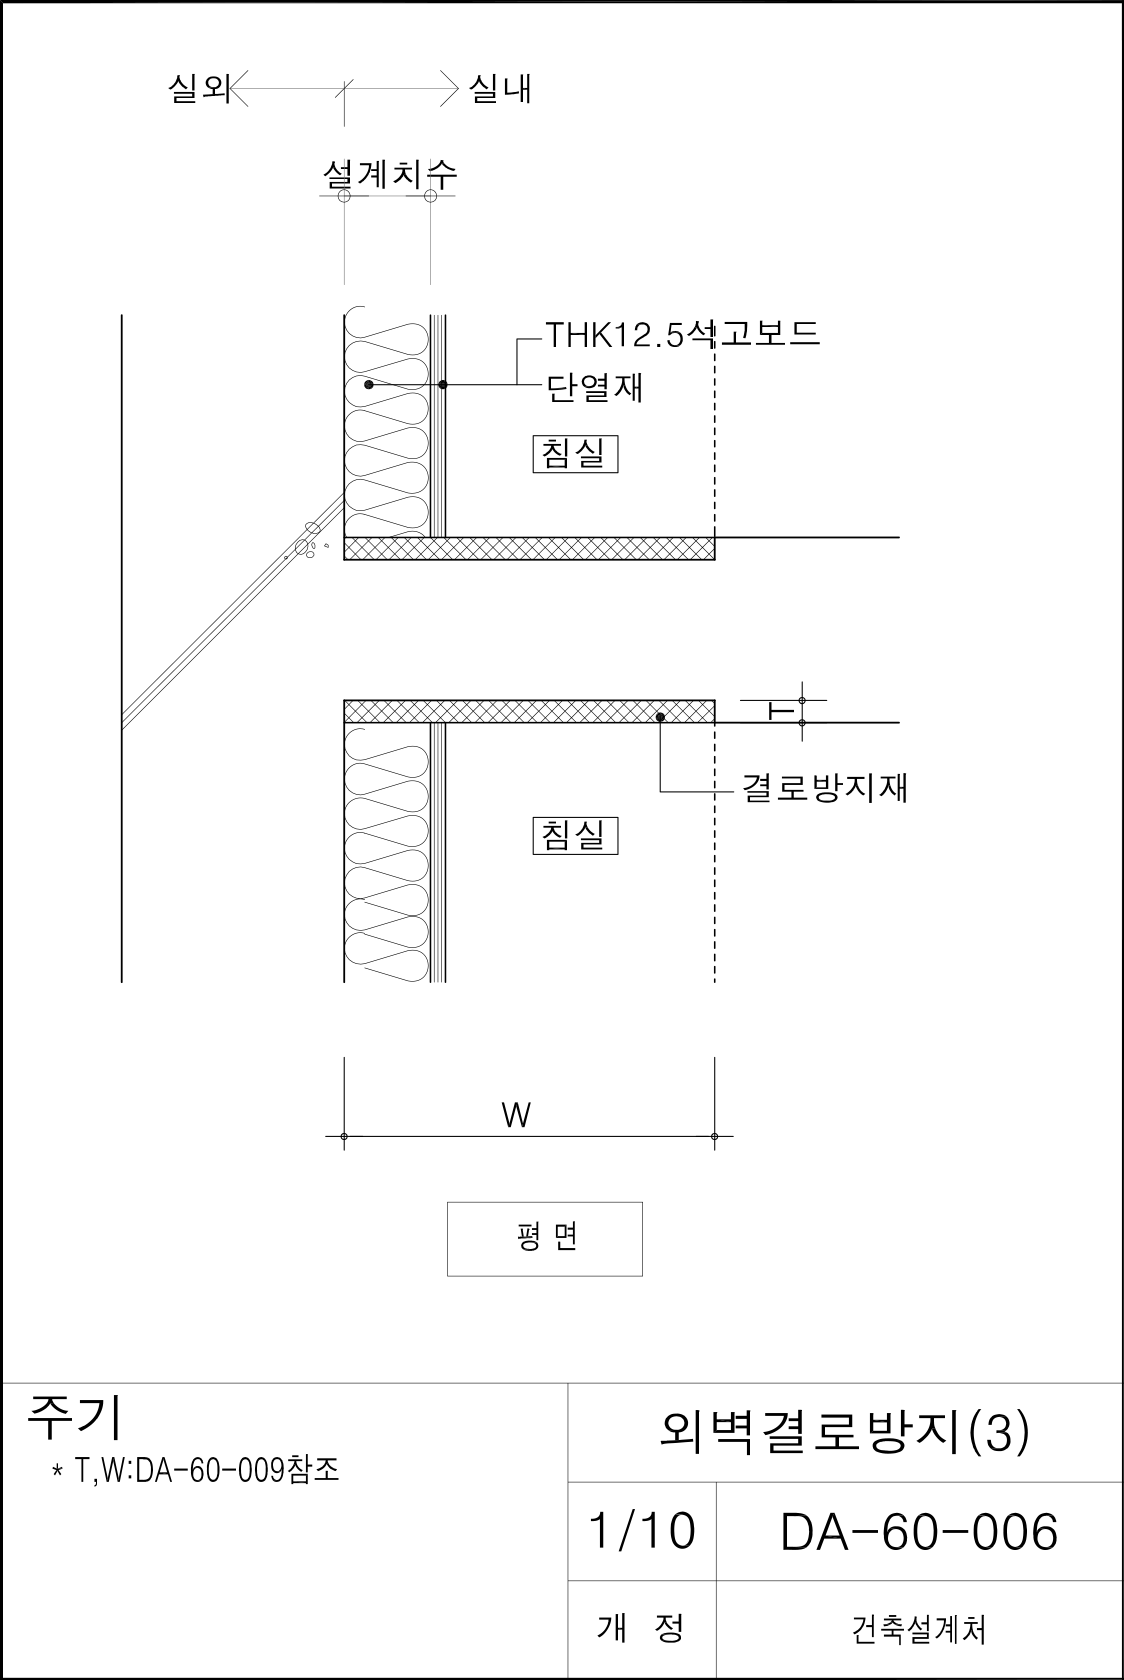 실외 실내
설계치수
THK12.5석고보드
단열재
침실
T
결로방지재
침실
W
평 면
주기
* T,W:DA-60-009참조
외벽결로방지(3)
1/10 DA-60-006
개 정 건축설계처